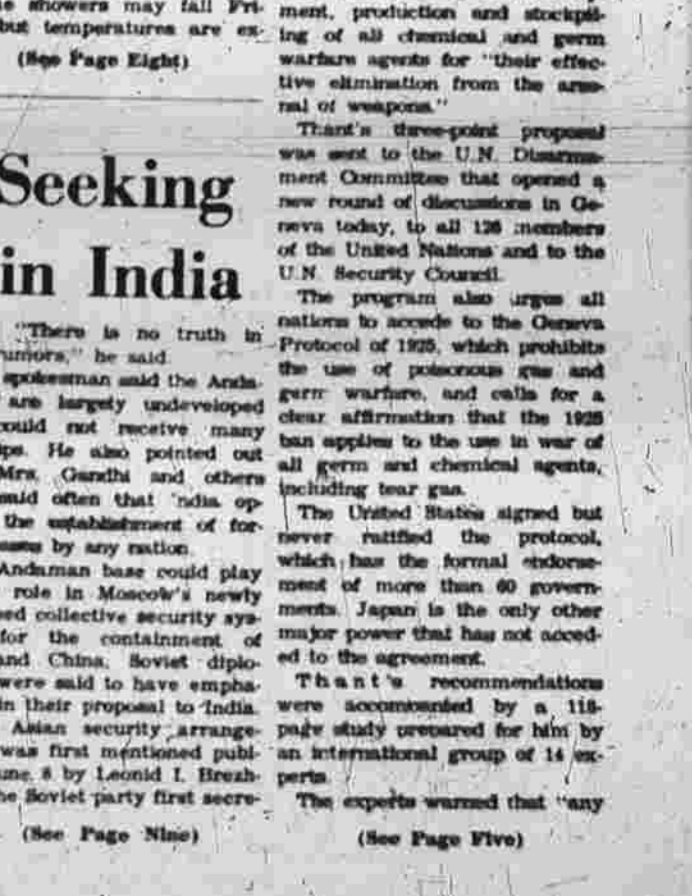 showers may fall Fri-
but temperatures are ex-
(See Page Eight)
Seeking
in India
"There is no truth in
rumors," he said.
spokesman said the Anda-
are largely undeveloped
could not receive many
ips. He also pointed out
Mrs. Gandhi and others
said often that India op-
the establishment of for-
by any nation.
Andaman base could play
role in Moscow's newly
sed collective security sys-
for the containment of
and China. Soviet diplo-
were said to have empha-
in their proposal to India.
Asian security arrange-
was first mentioned publ-
une 8 by Leonid I. Brezh-
he Soviet party first secre-
(See Page Nine)
ment, production and stockpil-
ing of all chemical and germ
warfare agents for "their effec-
tive elimination from the arse-
nal of weapons."
Thant's three-point proposal
was sent to the U.N. Disarma-
ment Committee that opened a
new round of discussions in Ge-
neva today, to all 126 members
of the United Nations and to the
U.N. Security Council.
The program also urges all
nations to accede to the Geneva
Protocol of 1925, which prohibits
the use of poisonous gas and
germ warfare, and calls for a
clear affirmation that the 1925
ban applies to the use in war of
all germ and chemical agents,
including tear gas.
The United States signed but
never ratified the protocol,
which has the formal endorse-
ment of more than 60 govern-
ments. Japan is the only other
major power that has not acced-
ed to the agreement.
Thant's recommendations
were accompanied by a 118-
page study prepared for him by
an international group of 14 ex-
perts.
The experts warned that "any
(See Page Five)